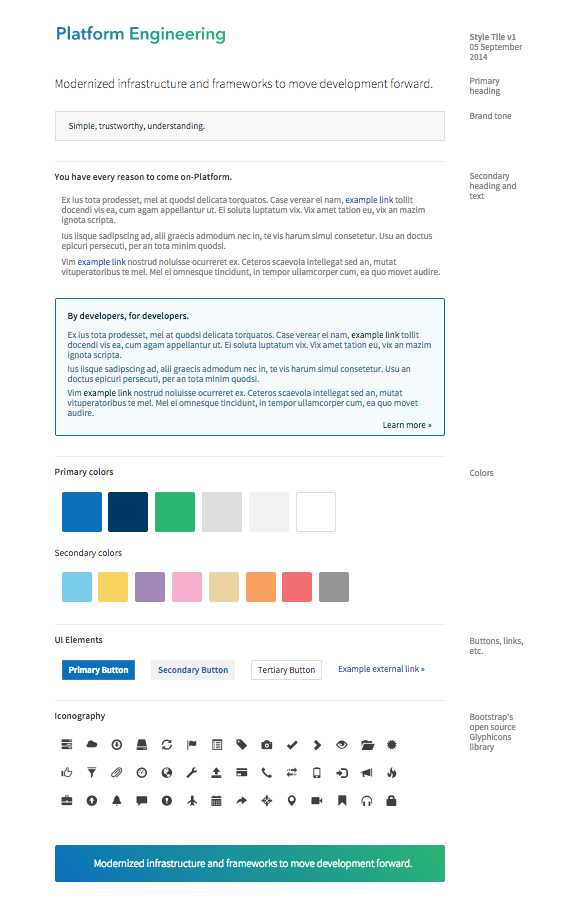 Platform Engineering
Style Tile v1
05 September
2014
Modernized infrastructure and frameworks to move development forward.
Primary
heading
Simple, trustworthy, understanding.
Brand tone
You have every reason to come on-Platform.
Secondary
heading and
text
Ex ius tota prodesset, mel at quodsi delicata torquatos. Case verear ei nam, example link tollit
docendi vis ea, cum agam appellantur ut. Ei soluta luptatum vix. Vix amet tation eu, vix an mazim
ignota scripta.
Ius iisque sadipscing ad, alii graecis admodum nec in, te vis harum simul consetetur. Usu an doctus
epicuri persecuti, per an tota minim quodsi.
Vim example link nostrud noluisse ocurreret ex. Ceteros scaevola intellegat sed an, mutat
vituperatoribus te mel. Mel ei omnesque tincidunt, in tempor ullamcorper cum, ea quo movet audire.
By developers, for developers.
Ex ius tota prodesset, mel at quodsi delicata torquatos. Case verear ei nam, example link tollit
docendi vis ea, cum agam appellantur ut. Ei soluta luptatum vix. Vix amet tation eu, vix an mazim
ignota scripta.
Ius iisque sadipscing ad, alii graecis admodum nec in, te vis harum simul consetetur. Usu an
doctus epicuri persecuti, per an tota minim quodsi.
Vim example link nostrud noluisse ocurreret ex. Ceteros scaevola intellegat sed an, mutat
vituperatoribus te mel. Mel ei omnesque tincidunt, in tempor ullamcorper cum, ea quo movet
audire.
Learn more »
Primary colors
Colors
Secondary colors
UI Elements
Buttons, links,
etc.
Primary Button
Secondary Button
Tertiary Button
Example external link »
Iconography
Bootstrap's
open source
Glyphicons
library
Modernized infrastructure and frameworks to move development forward.